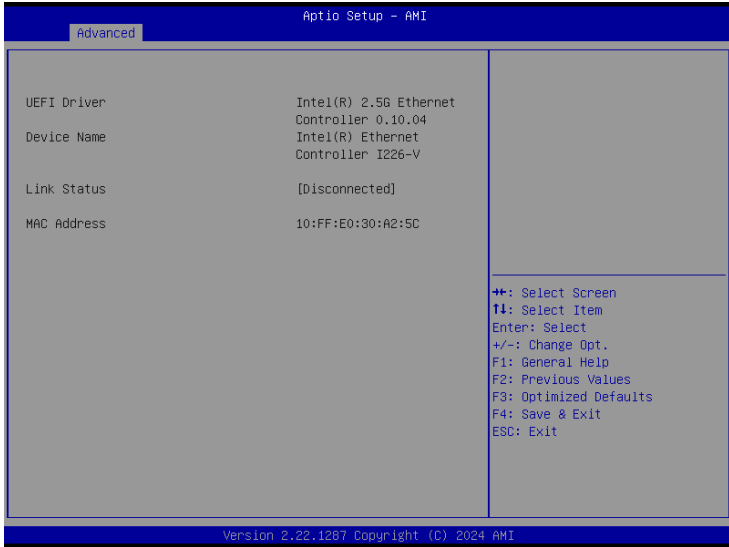 Aptio Setup - AMI
Advanced
UEFI Driver Intel(R) 2.5G Ethernet
Controller 0.10.04
Device Name Intel(R) Ethernet
Controller I226-V
Link Status [Disconnected]
MAC Address 10:FF:E0:30:A2:5C
→←: Select Screen
↑↓: Select Item
Enter: Select
+/-: Change Opt.
F1: General Help
F2: Previous Values
F3: Optimized Defaults
F4: Save & Exit
ESC: Exit
Version 2.22.1287 Copyright (C) 2024 AMI